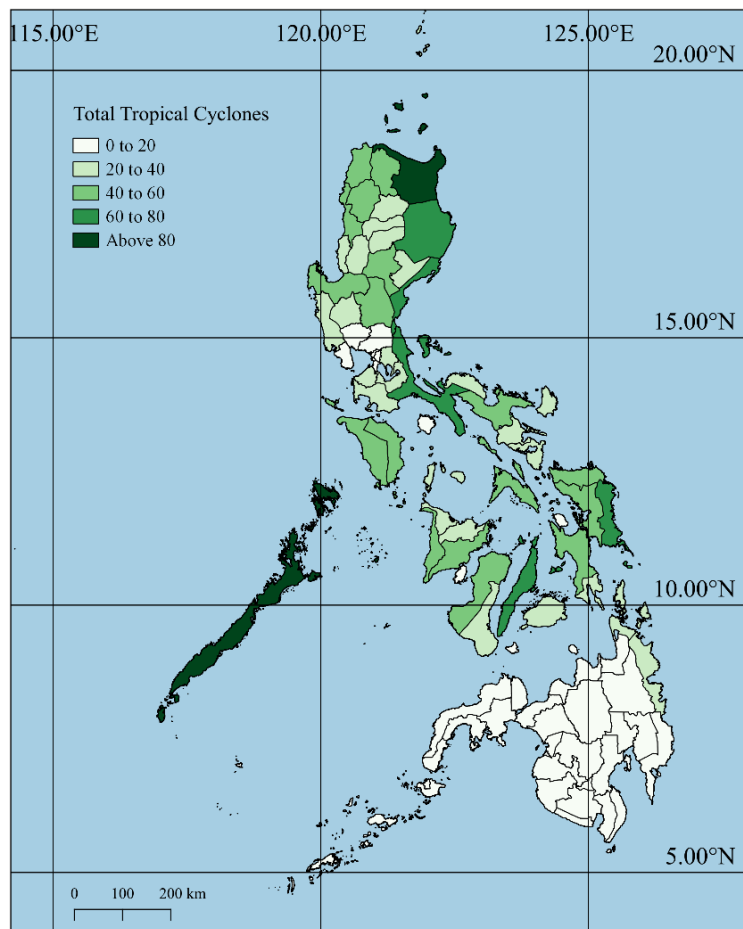 115.00°E 120.00°E 125.00°E
20.00°N
Total Tropical Cyclones
0 to 20
20 to 40
40 to 60
60 to 80
Above 80
15.00°N
10.00°N
5.00°N
0 100 200 km